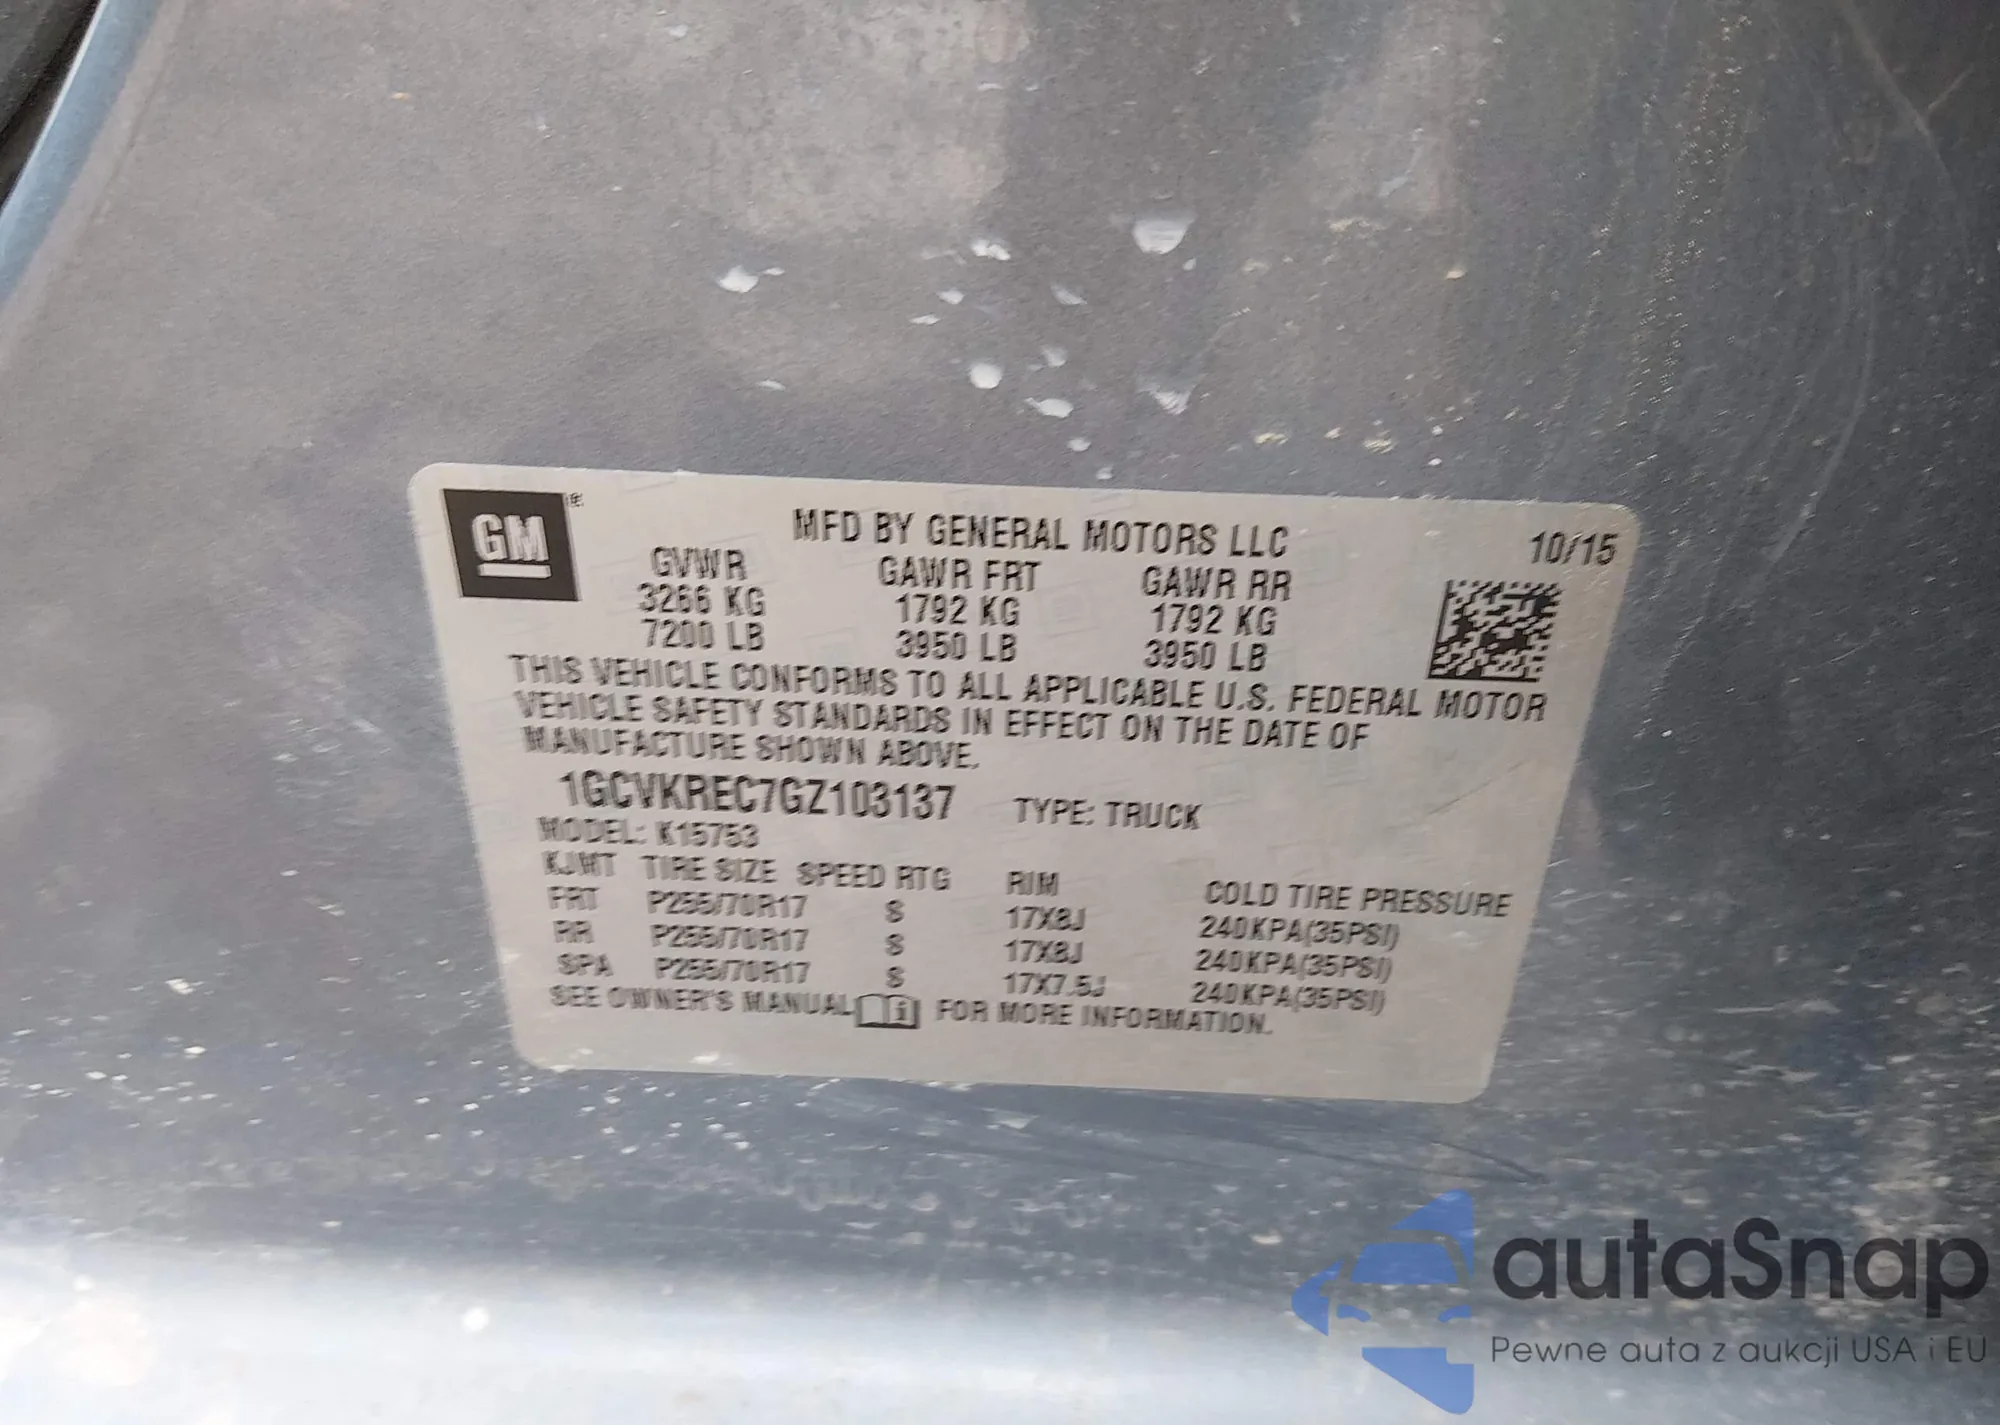 GM ®
MFD BY GENERAL MOTORS LLC 10/15
GVWR GAWR FRT GAWR RR
3266 KG 1792 KG 1792 KG
7200 LB 3950 LB 3950 LB
THIS VEHICLE CONFORMS TO ALL APPLICABLE U.S. FEDERAL MOTOR
VEHICLE SAFETY STANDARDS IN EFFECT ON THE DATE OF
MANUFACTURE SHOWN ABOVE.
1GCVKREC7GZ103137 TYPE: TRUCK
MODEL: K15753
KJWT TIRE SIZE SPEED RTG RIM COLD TIRE PRESSURE
FRT P255/70R17 S 17X8J 240KPA(35PSI)
RR P255/70R17 S 17X8J 240KPA(35PSI)
SPA P255/70R17 S 17X7.5J 240KPA(35PSI)
SEE OWNER'S MANUAL FOR MORE INFORMATION.
autaSnap
Pewne auta z aukcji USA i EU